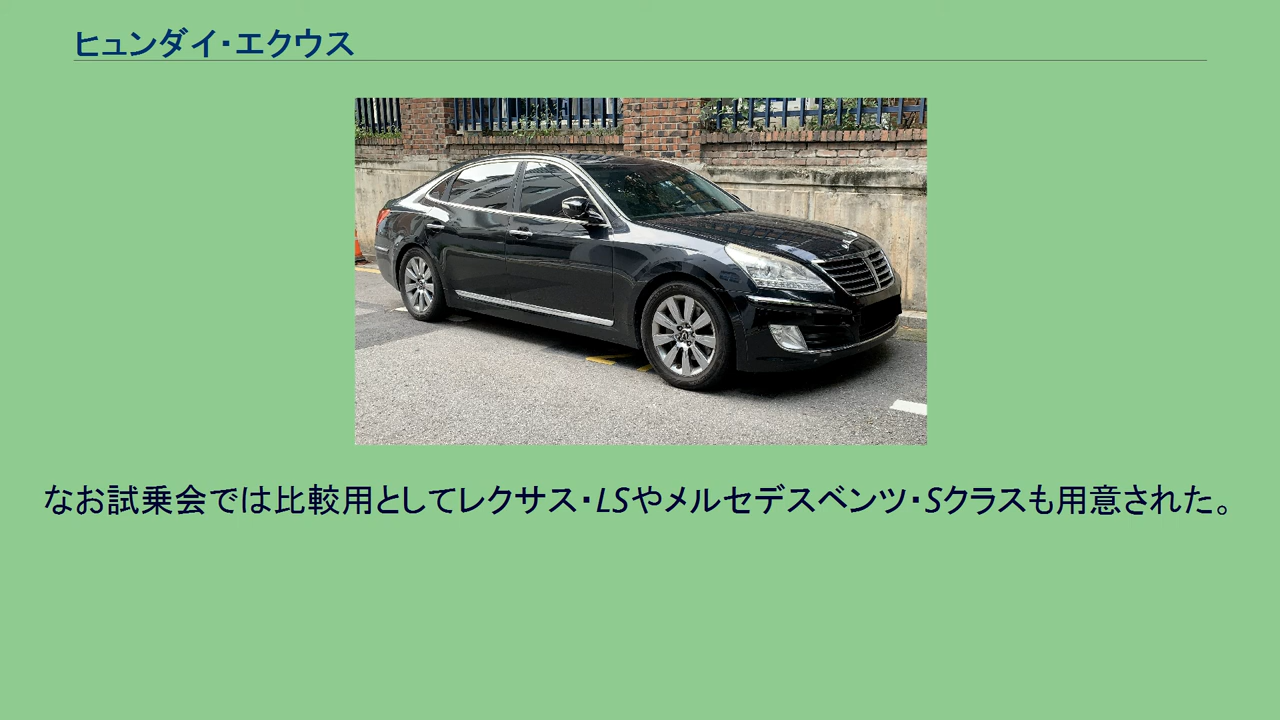 ヒュンダイ・エクウス
なお試乗会では比較用としてレクサス・LSやメルセデスベンツ・Sクラスも用意された。